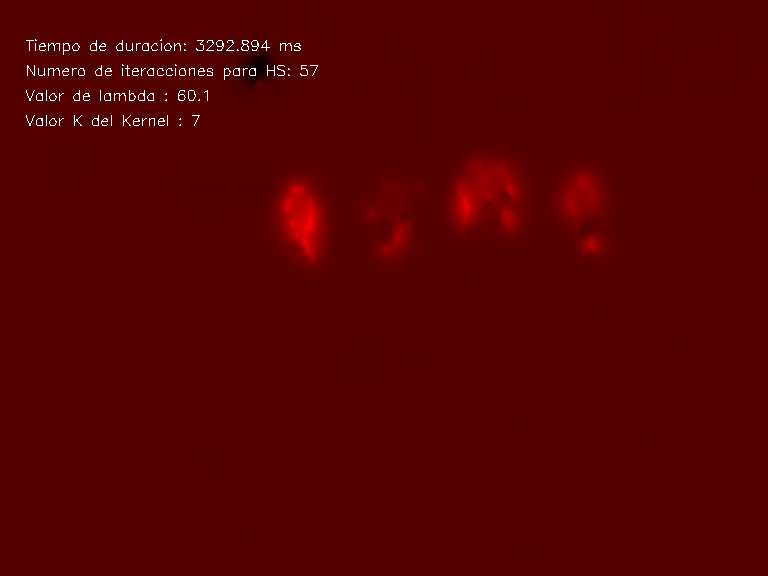 Tiempo de duracion: 3292.894 ms
Numero de iteracciones para HS: 57
Valor de lambda : 60.1
Valor K del Kernel : 7